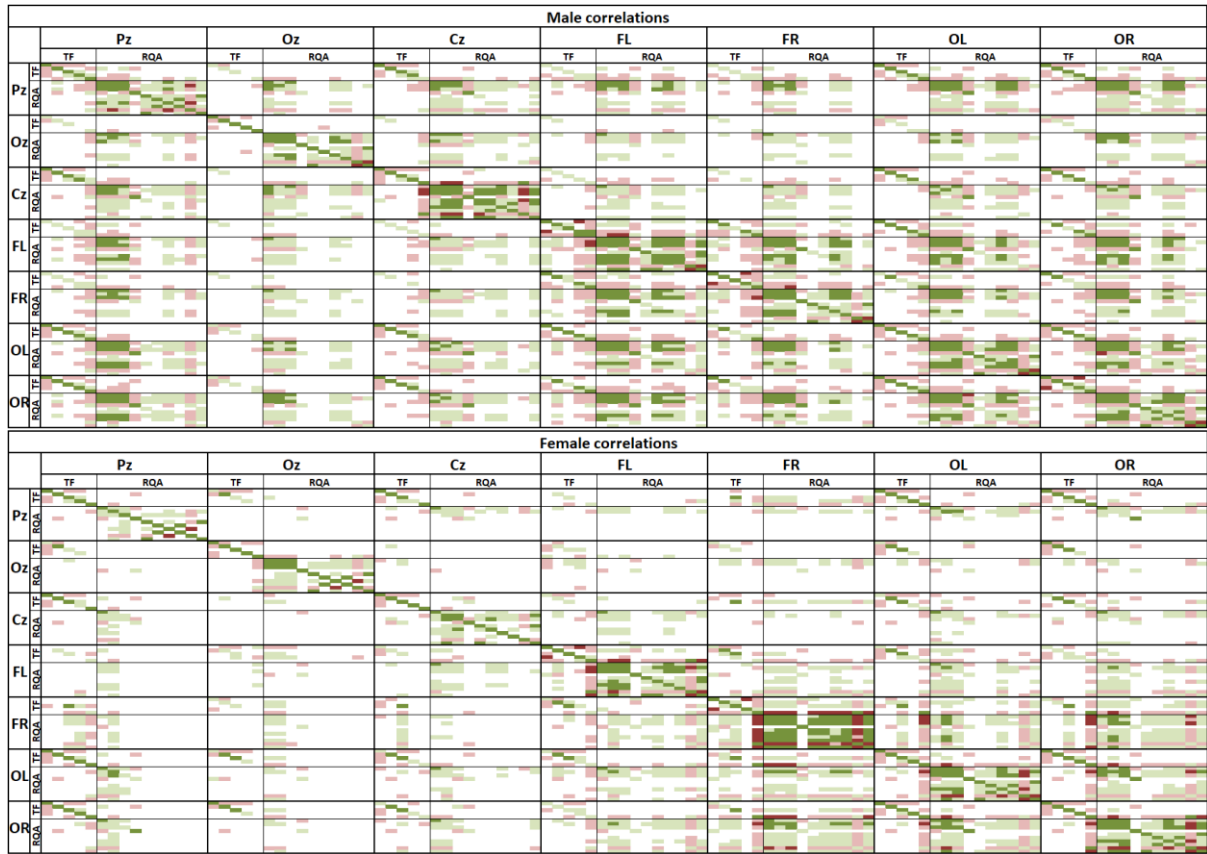 Male correlations
Pz Oz Cz FL FR OL OR
TF RQA TF RQA TF RQA TF RQA TF RQA TF RQA TF RQA
Pz TF RQA
Oz TF RQA
Cz TF RQA
FL TF RQA
FR TF RQA
OL TF RQA
OR TF RQA
Female correlations
Pz Oz Cz FL FR OL OR
TF RQA TF RQA TF RQA TF RQA TF RQA TF RQA TF RQA
Pz TF RQA
Oz TF RQA
Cz TF RQA
FL TF RQA
FR TF RQA
OL TF RQA
OR TF RQA